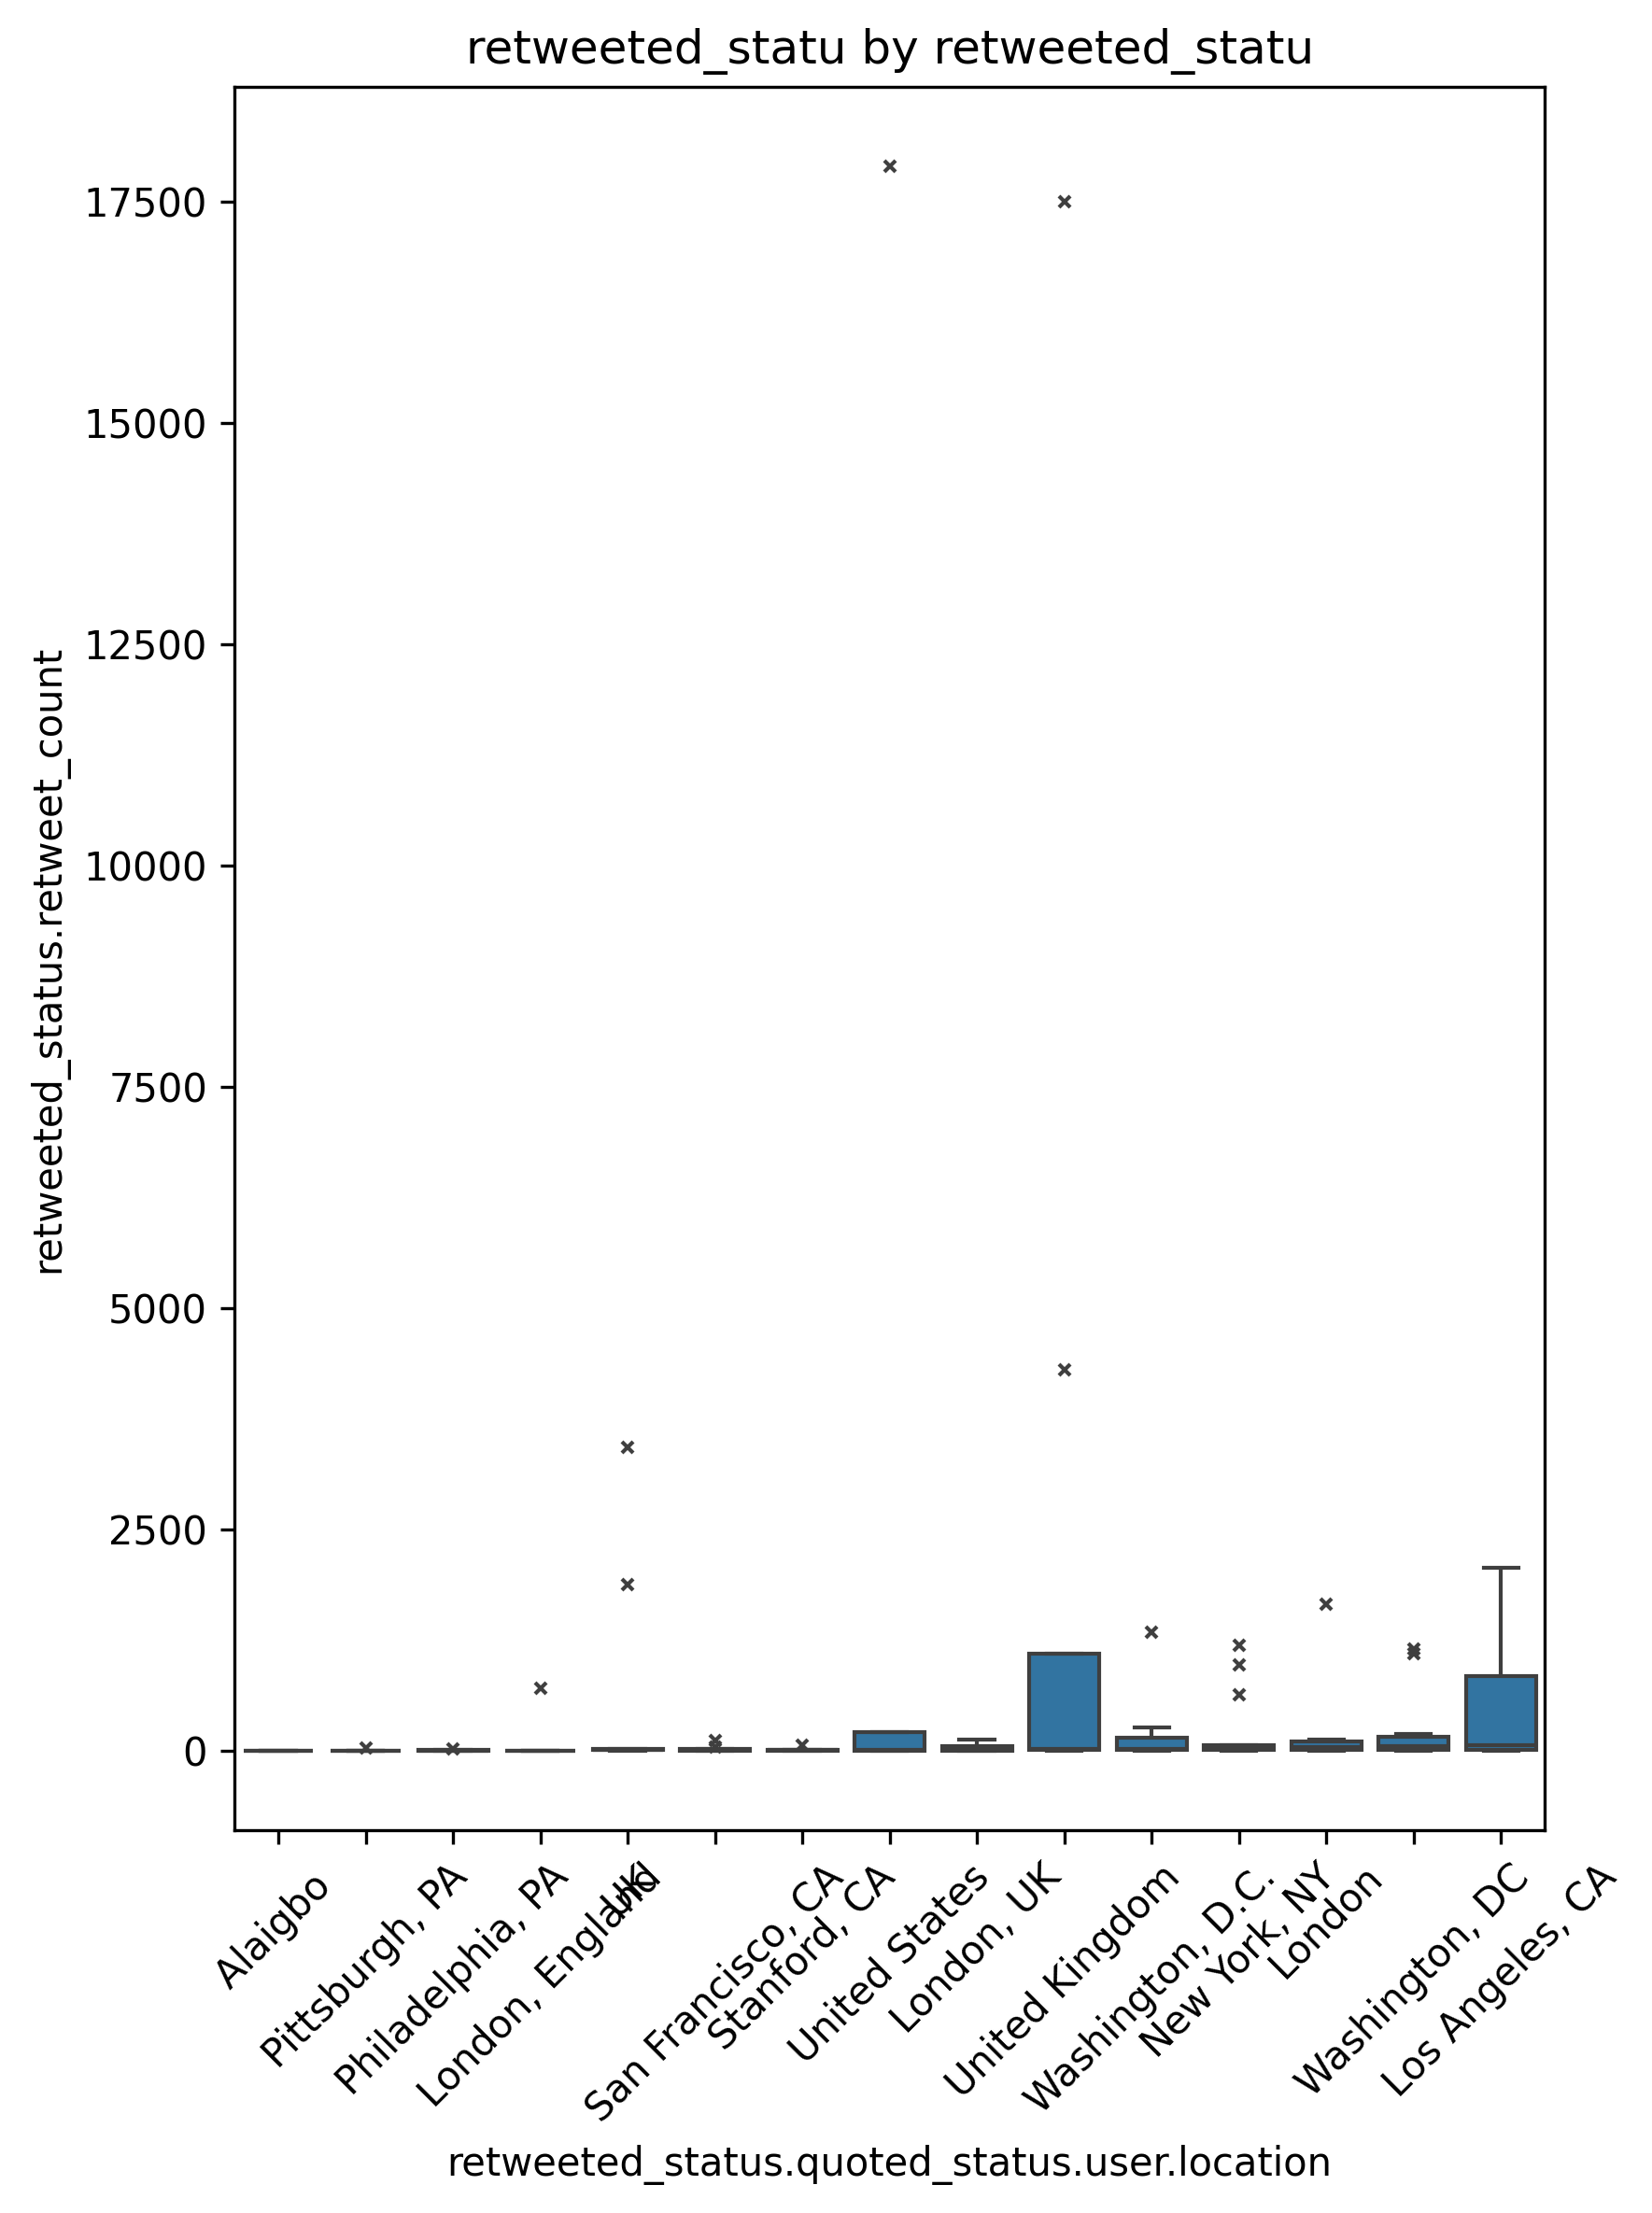 retweeted_statu by retweeted_statu
retweeted_status.retweet_count
17500
15000
12500
10000
7500
5000
2500
0
Alaigbo
Pittsburgh, PA
Philadelphia, PA
London, England
UK
San Francisco, CA
Stanford, CA
United States
London, UK
United Kingdom
Washington, D.C.
New York, NY
London
Washington, DC
Los Angeles, CA
retweeted_status.quoted_status.user.location